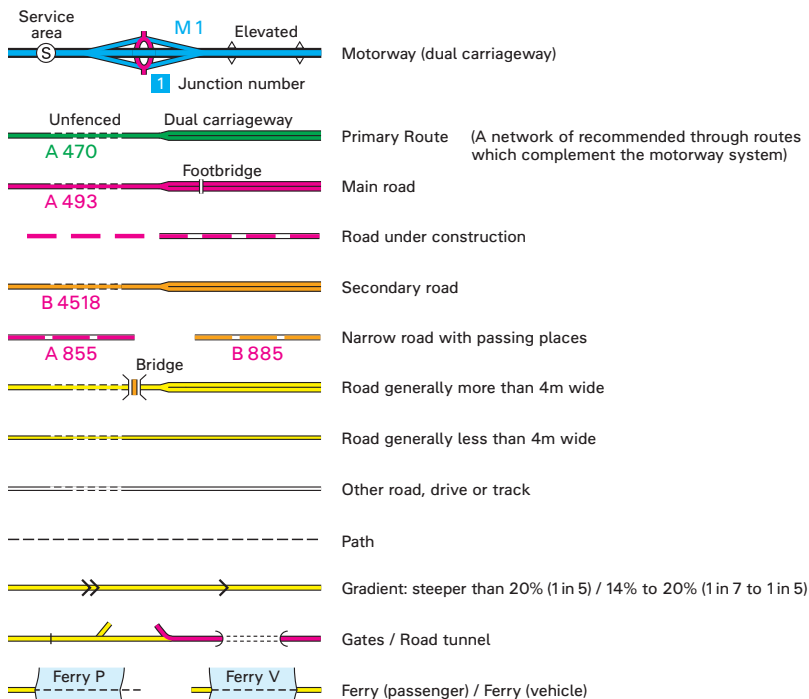 Service
area
M 1
Elevated
S
Motorway (dual carriageway)
1 Junction number
Unfenced
Dual carriageway
A 470
Primary Route (A network of recommended through routes
which complement the motorway system)
Footbridge
A 493
Main road
Road under construction
B 4518
Secondary road
A 855
B 885
Narrow road with passing places
Bridge
Road generally more than 4m wide
Road generally less than 4m wide
Other road, drive or track
Path
Gradient: steeper than 20% (1 in 5) / 14% to 20% (1 in 7 to 1 in 5)
Gates / Road tunnel
Ferry P
Ferry V
Ferry (passenger) / Ferry (vehicle)